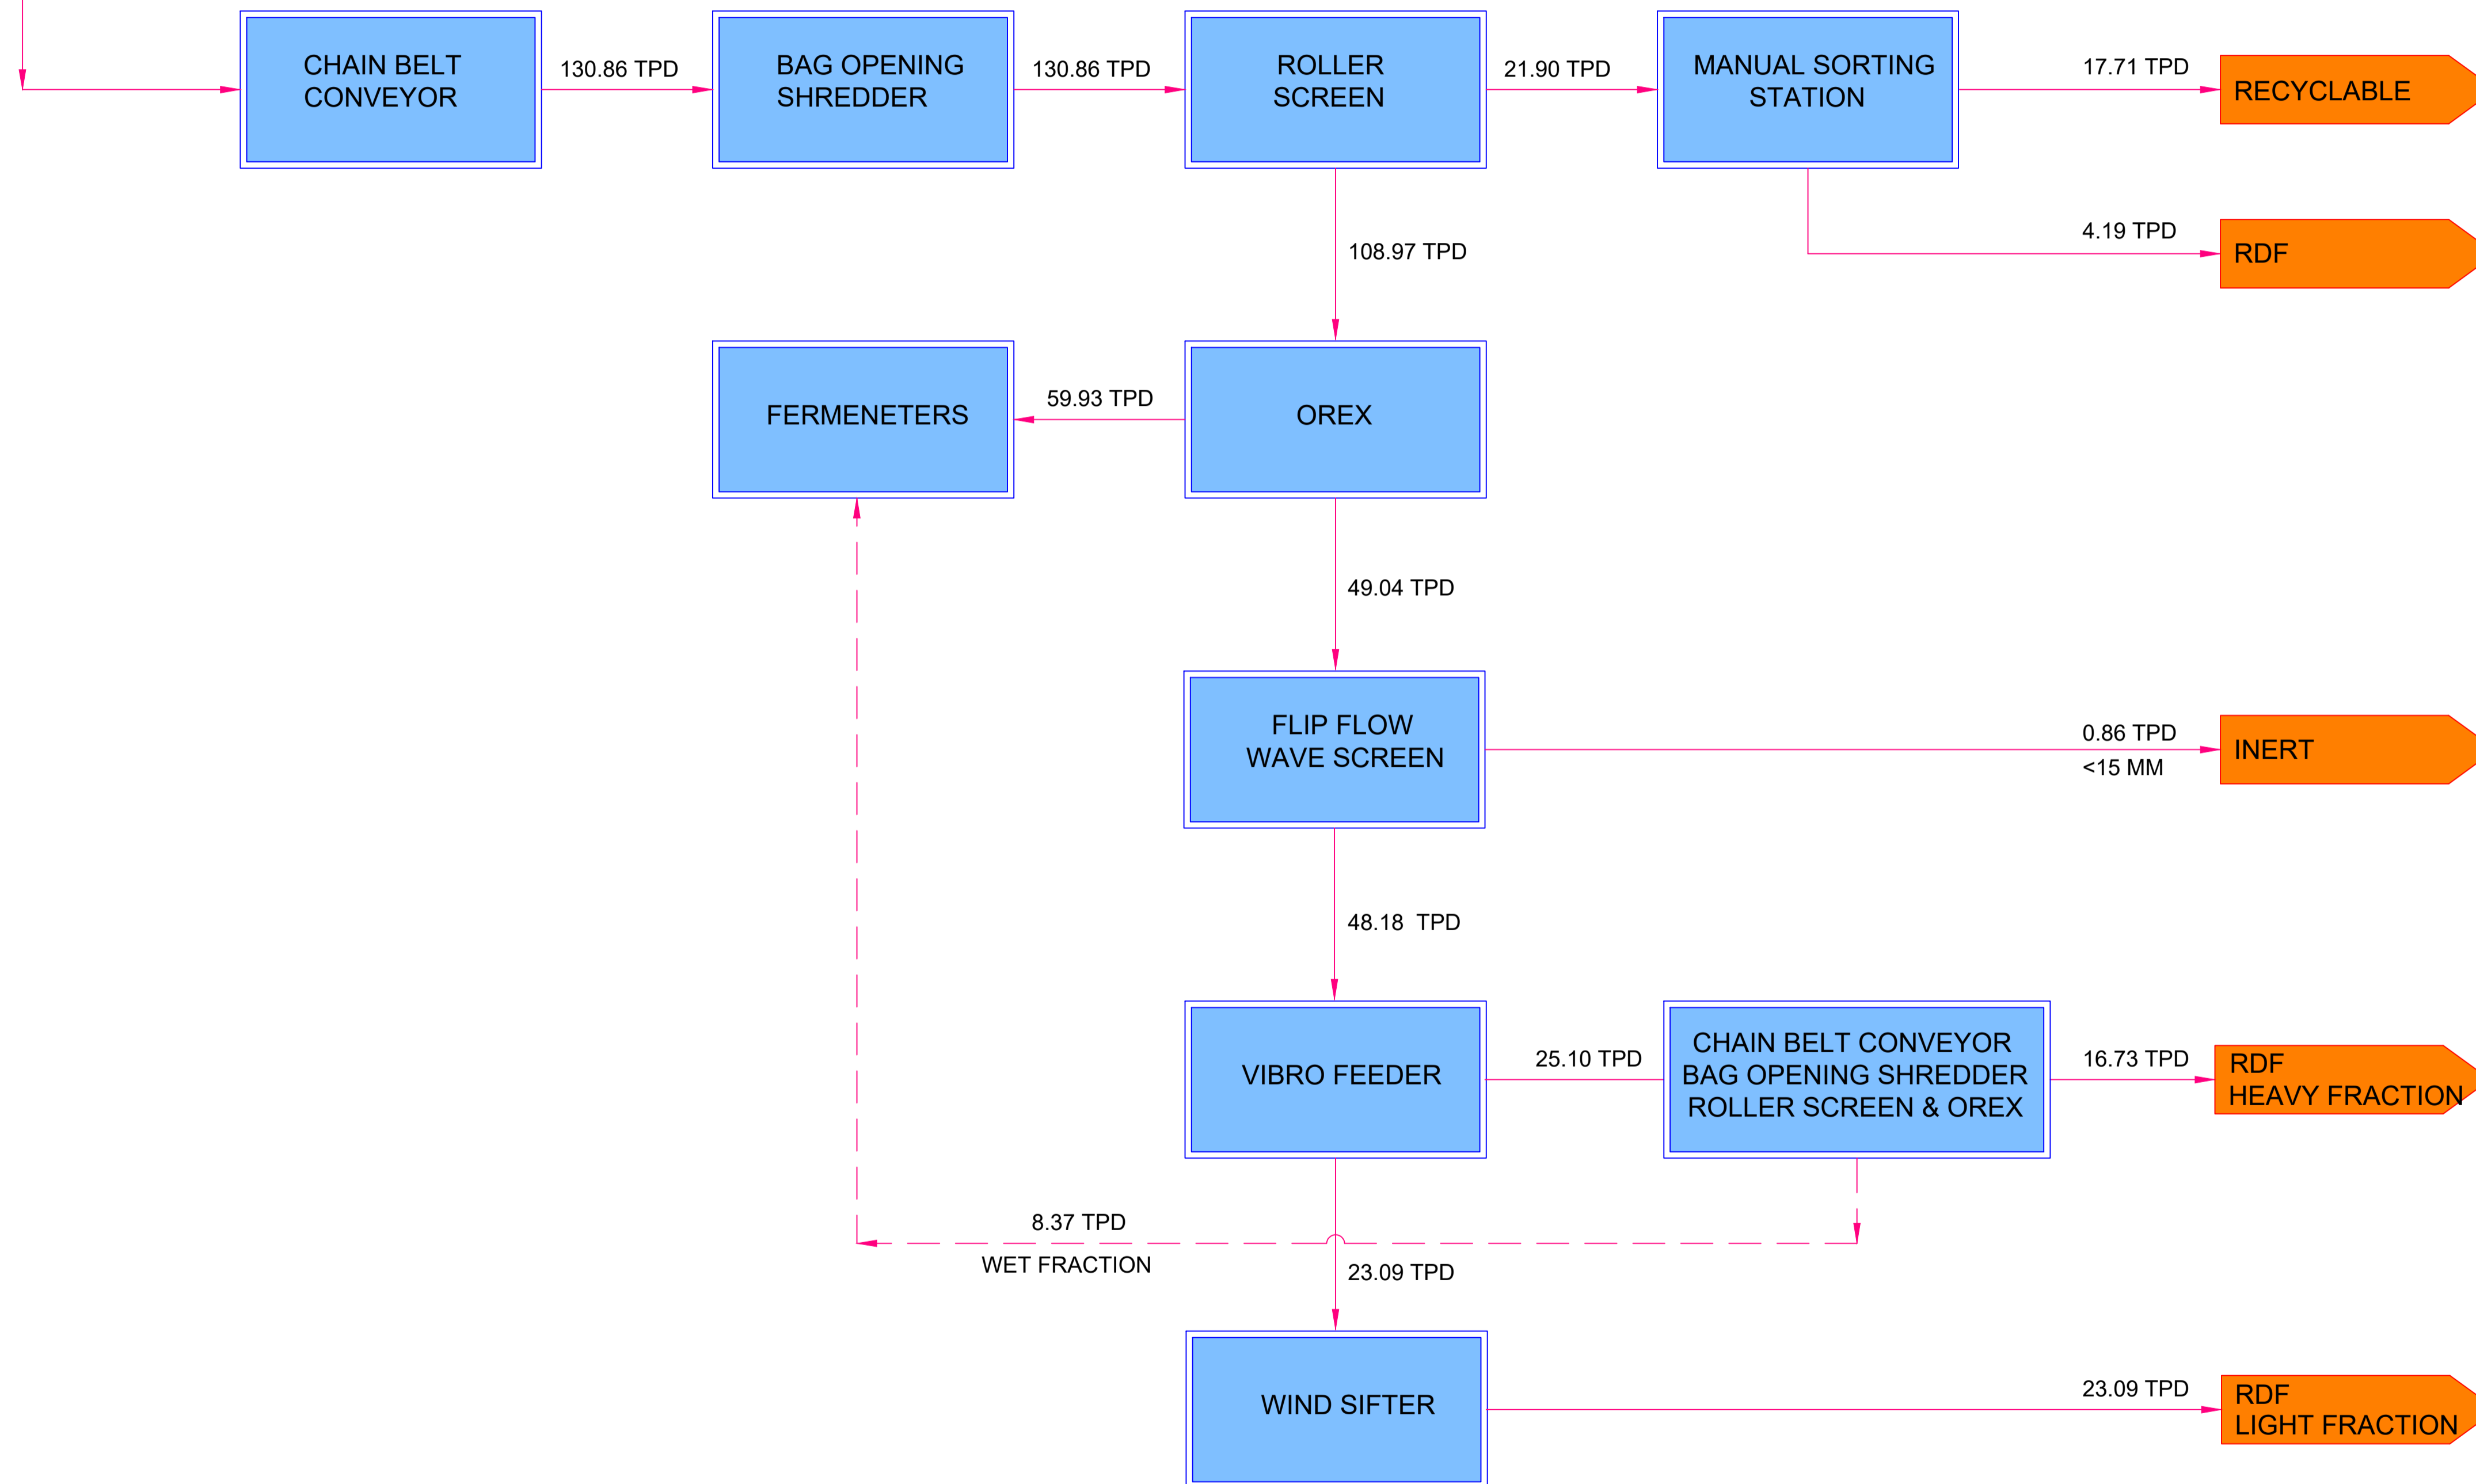 CHAIN BELT
CONVEYOR
130.86 TPD
BAG OPENING
SHREDDER
130.86 TPD
ROLLER
SCREEN
21.90 TPD
MANUAL SORTING
STATION
17.71 TPD
RECYCLABLE
4.19 TPD
RDF
108.97 TPD
FERMENETERS
59.93 TPD
OREX
49.04 TPD
FLIP FLOW
WAVE SCREEN
0.86 TPD
<15 MM
INERT
48.18  TPD
VIBRO FEEDER
25.10 TPD
CHAIN BELT CONVEYOR
BAG OPENING SHREDDER
ROLLER SCREEN & OREX
16.73 TPD
RDF
HEAVY FRACTION
8.37 TPD
WET FRACTION
23.09 TPD
WIND SIFTER
23.09 TPD
RDF
LIGHT FRACTION